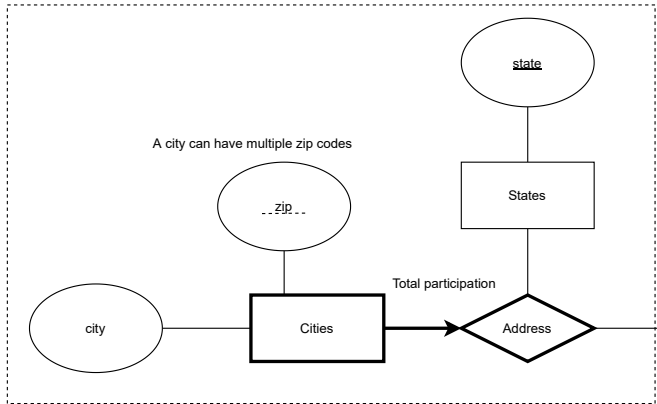 state
A city can have multiple zip codes
zip
States
Total participation
city
Cities
Address